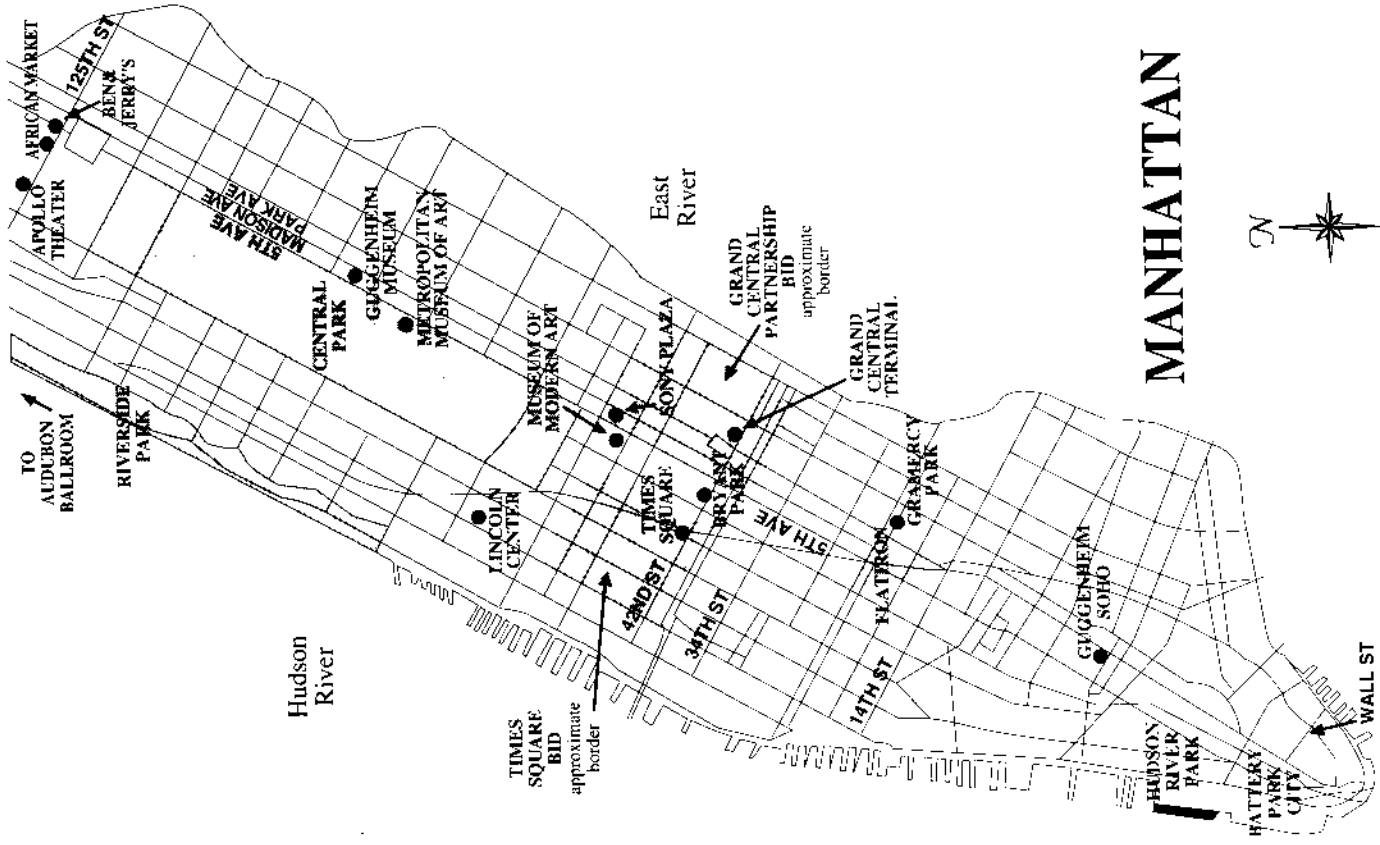 TO
AUDUBON
BALLROOM
RIVERSIDE
PARK
APOLLO
THEATER
AFRICAN MARKET
125TH ST
BEN &
JERRY'S
5TH AVE
MADISON AVE
PARK AVE
CENTRAL
PARK
GUGGENHEIM
MUSEUM
METROPOLITAN
MUSEUM OF ART
MUSEUM OF
MODERN ART
SONY PLAZA
East
River
LINCOLN
CENTER
Hudson
River
TIMES
SQUARE
BRYANT
PARK
GRAND
CENTRAL
PARTNERSHIP
BID
approximate
border
GRAND
CENTRAL
TERMINAL
42ND ST
34TH ST
5TH AVE
TIMES
SQUARE
BID
approximate
border
14TH ST
FLATIRON
GRAMERCY
PARK
GUGGENHEIM
SOHO
HUDSON
RIVER
PARK
BATTERY
PARK
CITY
WALL ST
MANHATTAN
N